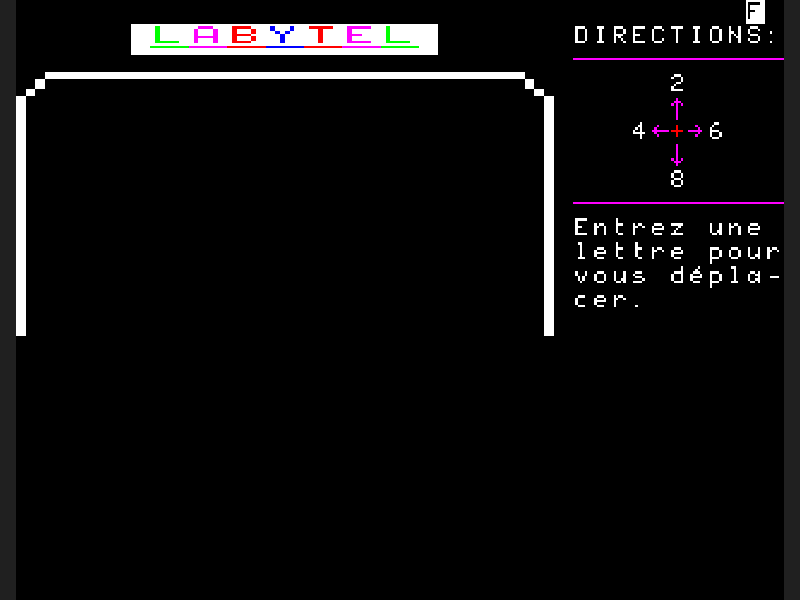 F
LABYTEL
DIRECTIONS:
2
4 6
8
Entrez une
lettre pour
vous dépla-
cer.